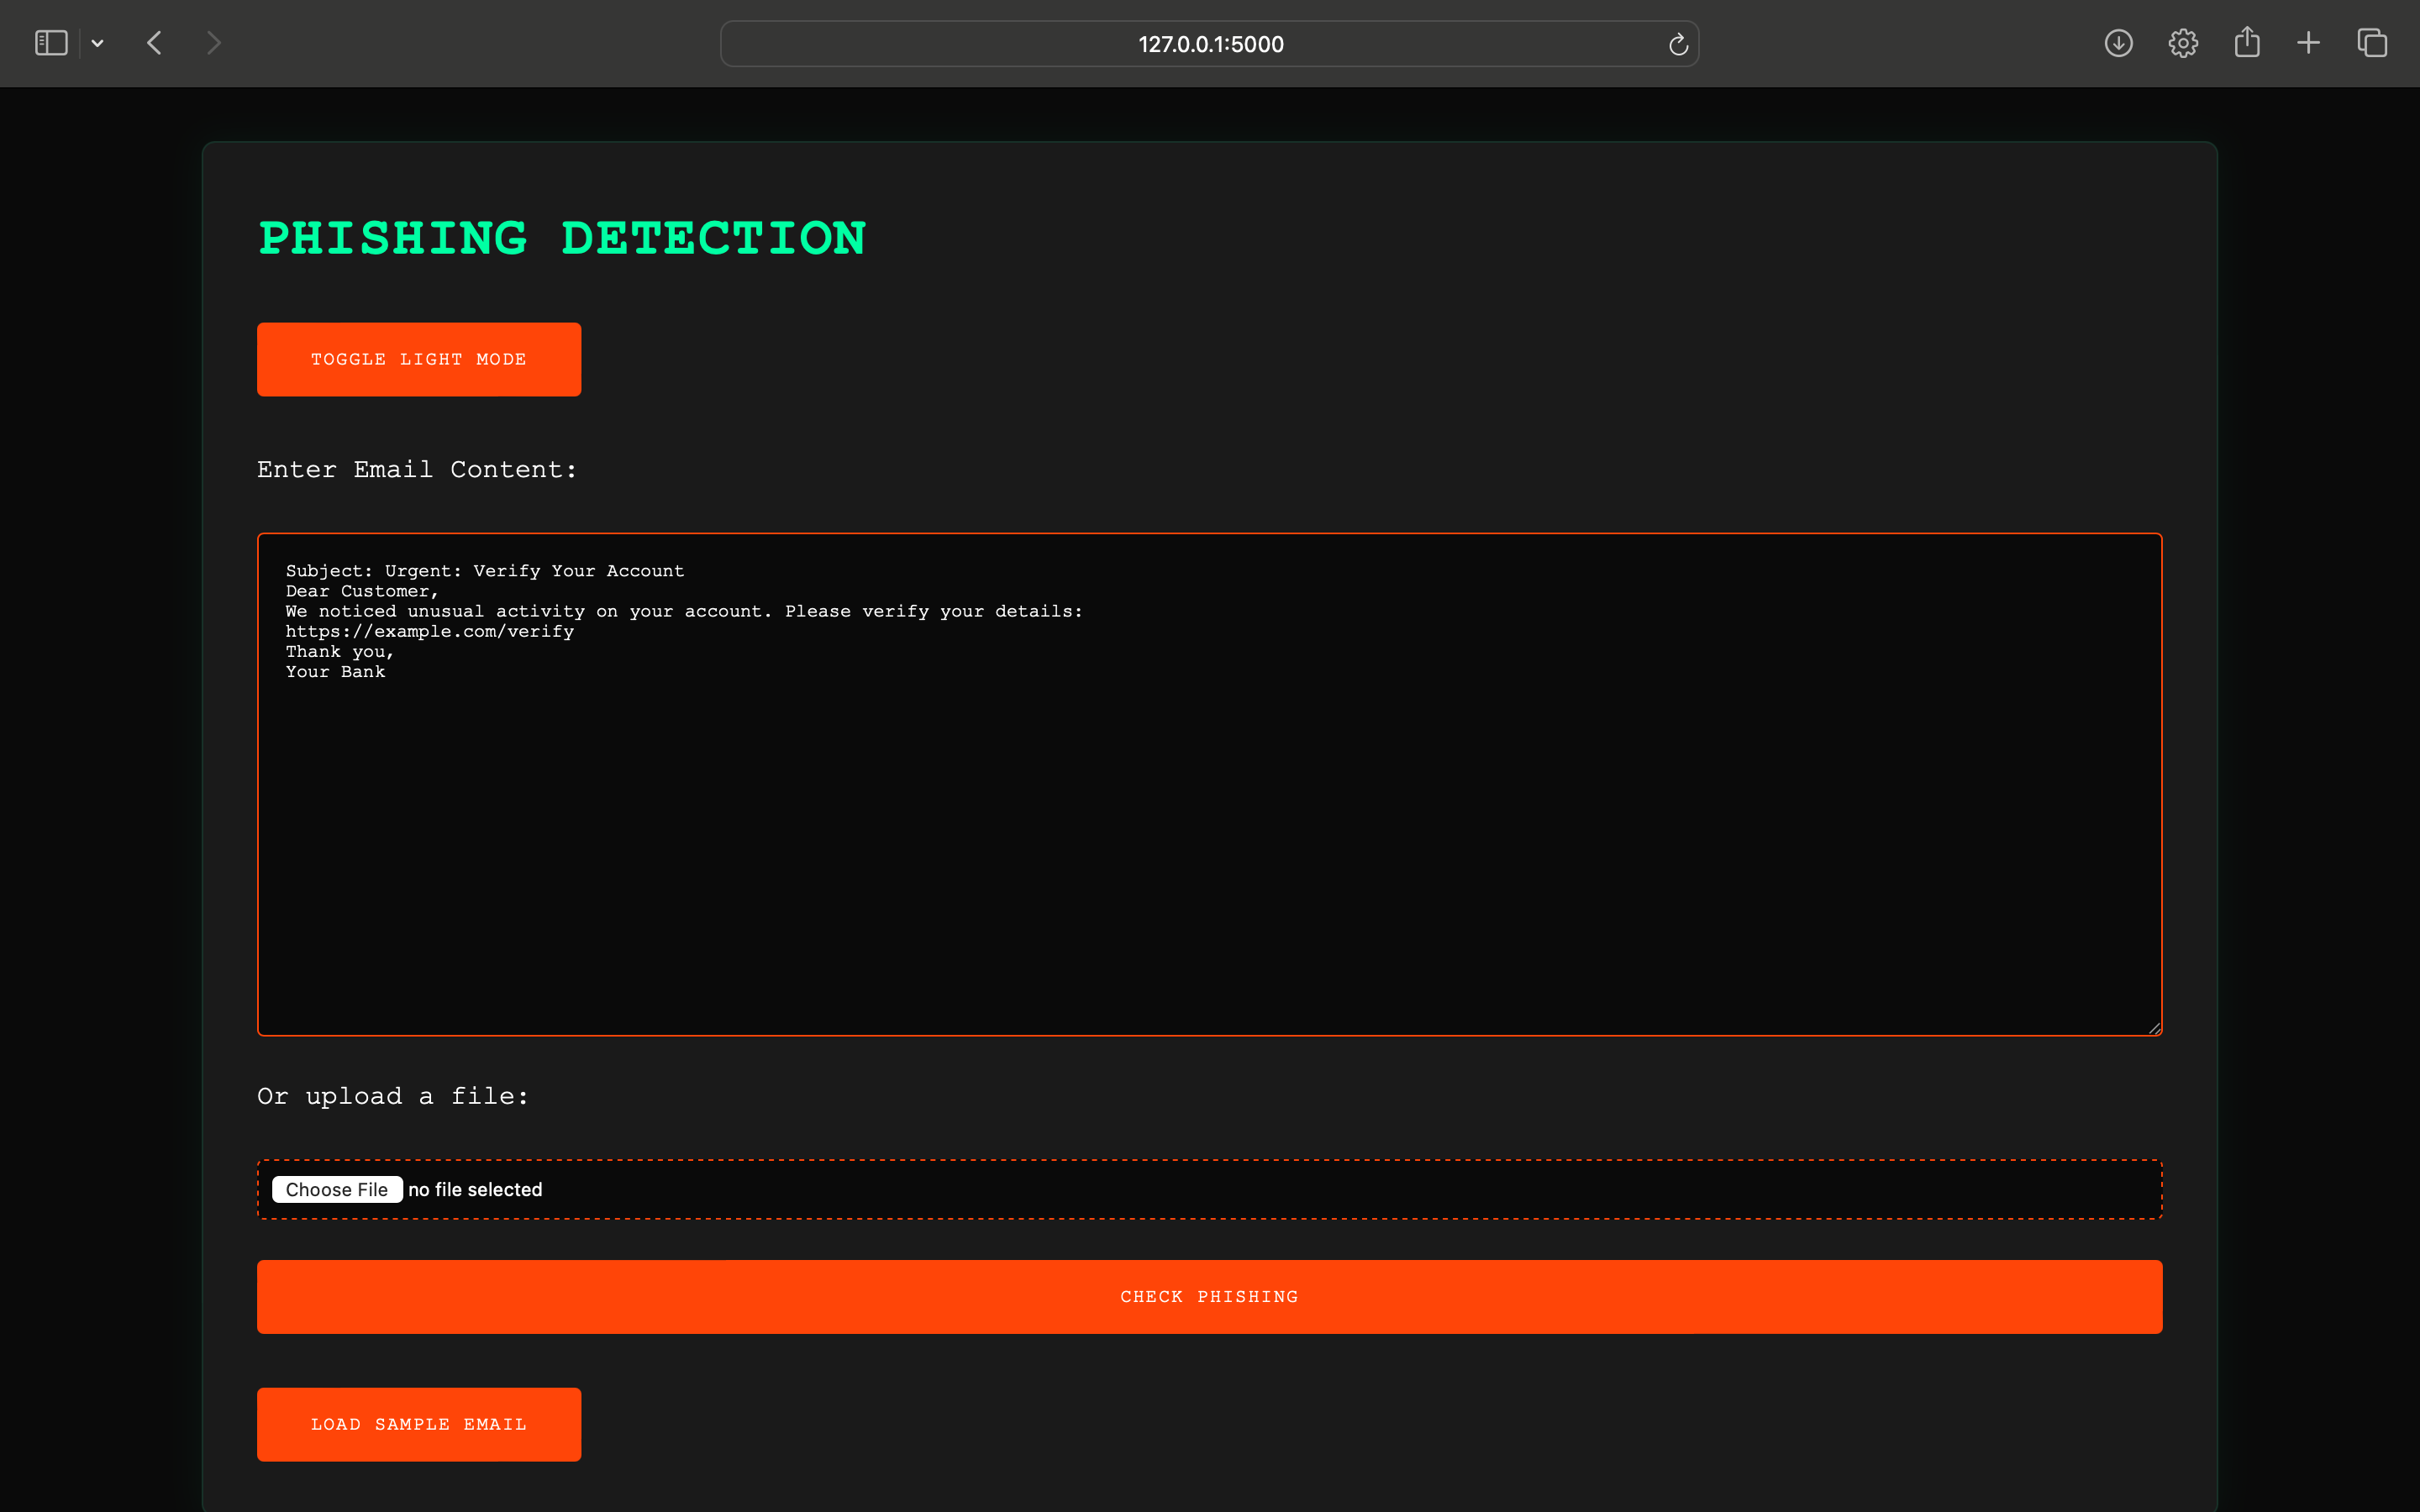 127.0.0.1:5000
PHISHING DETECTION
TOGGLE LIGHT MODE
Enter Email Content:
Subject: Urgent: Verify Your Account
Dear Customer,
We noticed unusual activity on your account. Please verify your details:
https://example.com/verify
Thank you,
Your Bank
Or upload a file:
Choose File no file selected
CHECK PHISHING
LOAD SAMPLE EMAIL